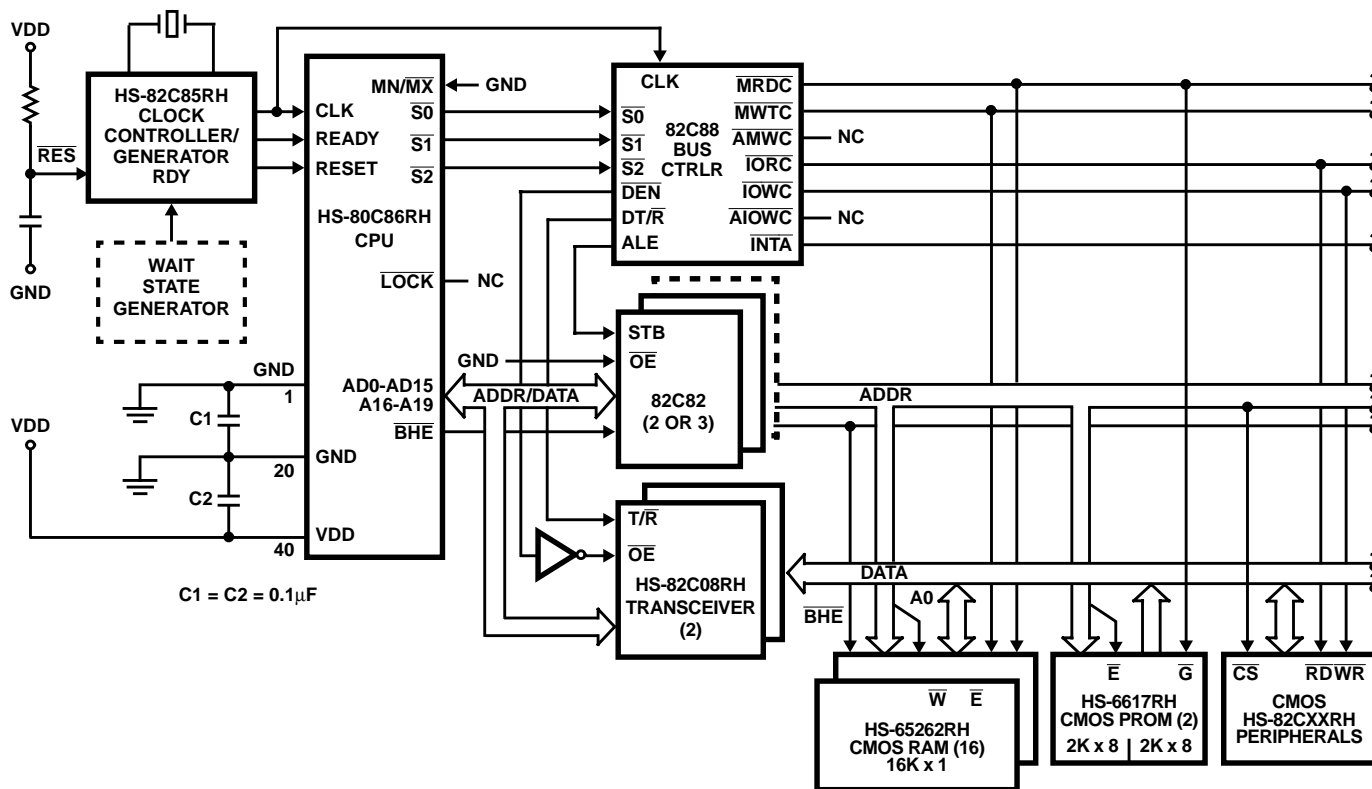 VDD
RES
GND
HS-82C85RH
CLOCK
CONTROLLER/
GENERATOR
RDY
WAIT
STATE
GENERATOR
CLK
READY
RESET
MN/MX
S0
S1
S2
HS-80C86RH
CPU
LOCK
NC
GND
AD0-AD15
A16-A19
BHE
GND
1
GND
20
VDD
40
VDD
C1
C2
C1 = C2 = 0.1μF
CLK
S0
S1
S2
DEN
DT/R
ALE
82C88
BUS
CTRLR
MRDC
MWTC
AMWC
NC
IORC
IOWC
AIOWC
NC
INTA
STB
GND
OE
ADDR/DATA
82C82
(2 OR 3)
ADDR
T/R
OE
HS-82C08RH
TRANSCEIVER
(2)
DATA
BHE
A0
W E
HS-65262RH
CMOS RAM (16)
16K x 1
E G
HS-6617RH
CMOS PROM (2)
2K x 8 | 2K x 8
CS RD WR
CMOS
HS-82CXXRH
PERIPHERALS